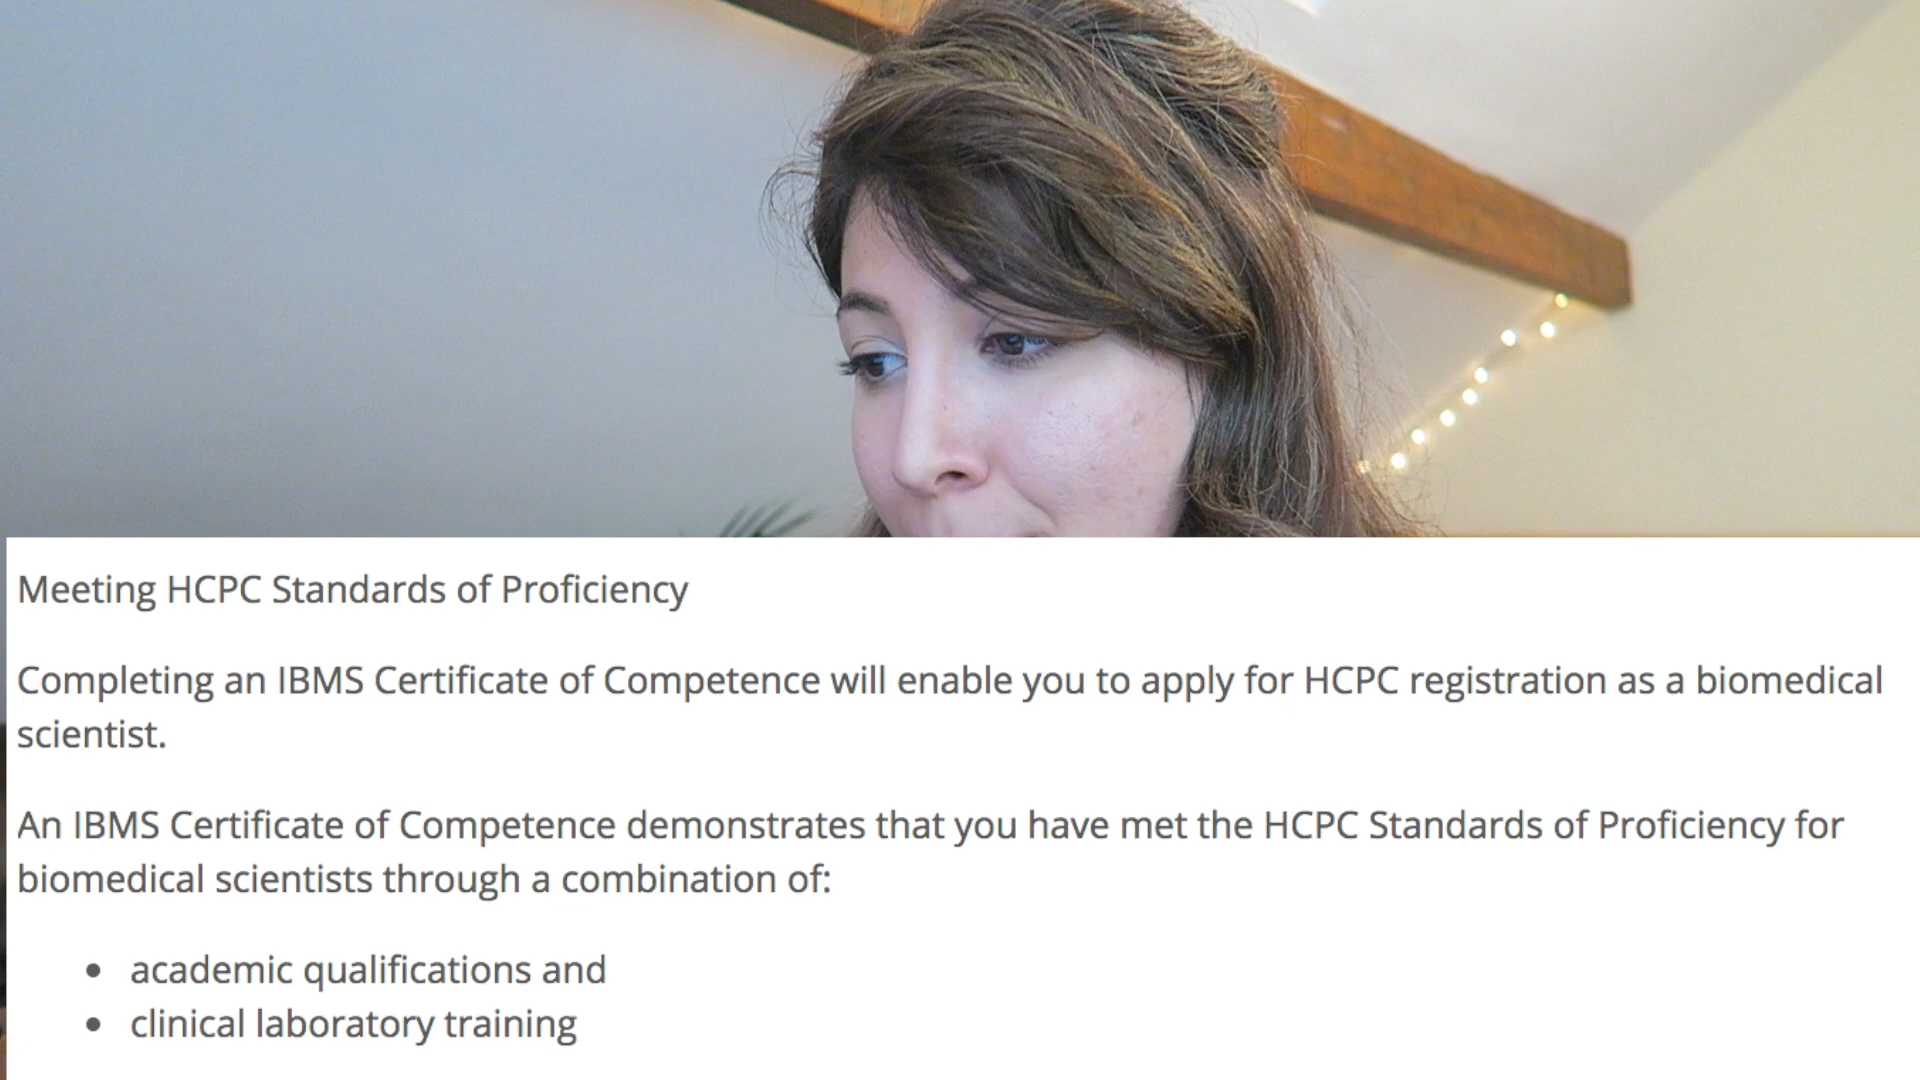 Meeting HCPC Standards of Proficiency
Completing an IBMS Certificate of Competence will enable you to apply for HCPC registration as a biomedical
scientist.
An IBMS Certificate of Competence demonstrates that you have met the HCPC Standards of Proficiency for
biomedical scientists through a combination of:
• academic qualifications and
• clinical laboratory training